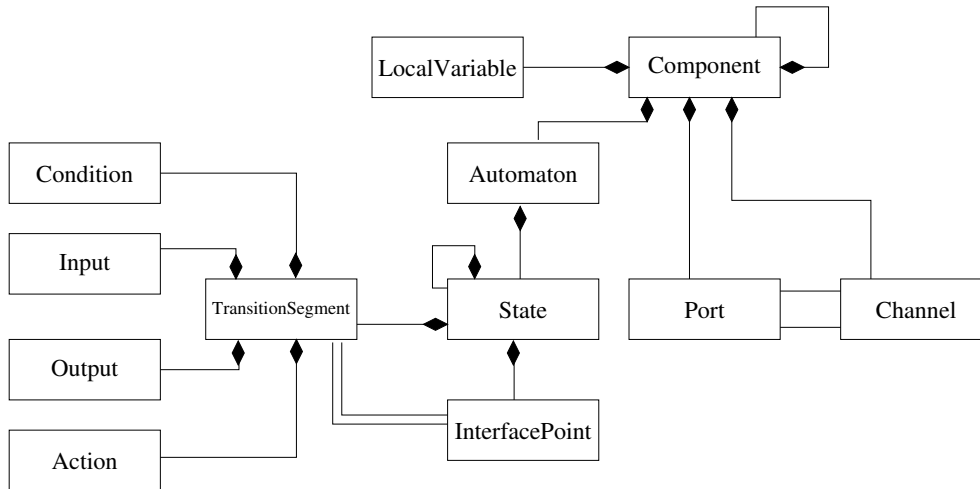 LocalVariable
Component
Condition
Automaton
Input
TransitionSegment
State
Port
Channel
Output
InterfacePoint
Action